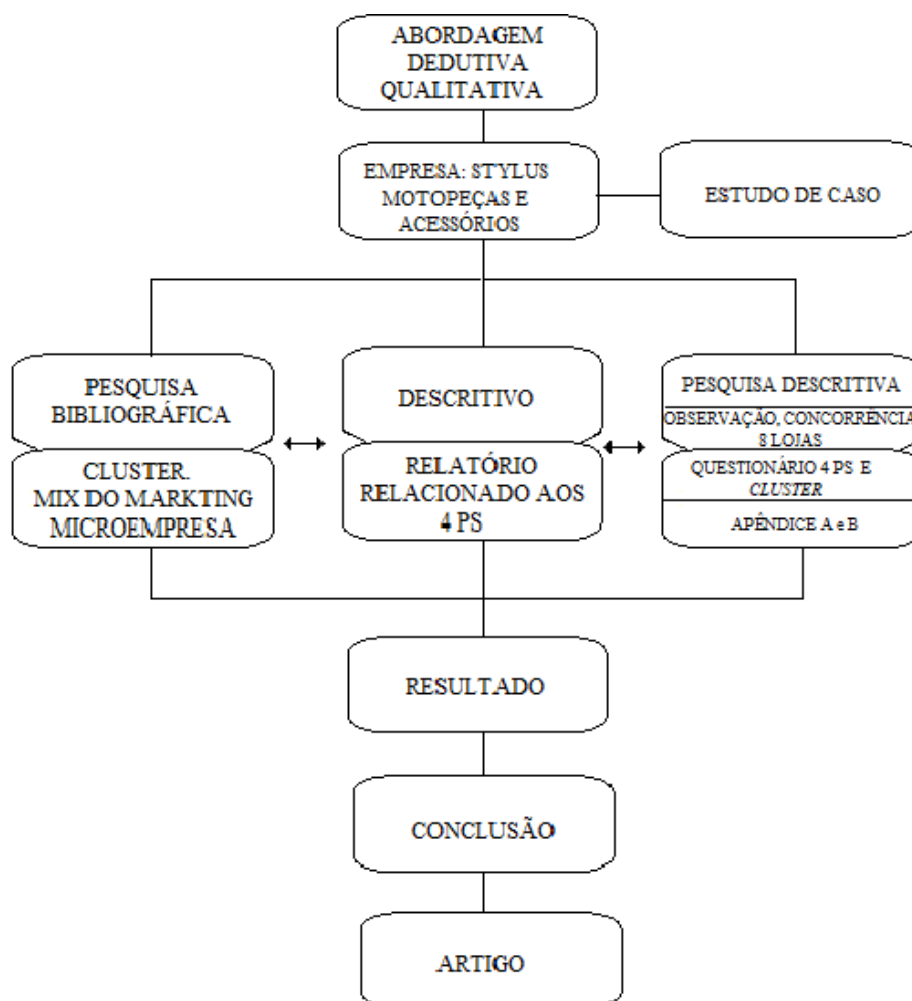 ABORDAGEM
DEDUTIVA
QUALITATIVA
EMPRESA: STYLUS
MOTOPEÇAS E
ACESSÓRIOS
ESTUDO DE CASO
PESQUISA
BIBLIOGRÁFICA
CLUSTER.
MIX DO MARKTING
MICROEMPRESA
DESCRITIVO
RELATÓRIO
RELACIONADO AOS
4 PS
PESQUISA DESCRITIVA
OBSERVAÇÃO, CONCORRÊNCIA
8 LOJAS
QUESTIONÁRIO 4 PS E
CLUSTER
APÊNDICE A e B
RESULTADO
CONCLUSÃO
ARTIGO